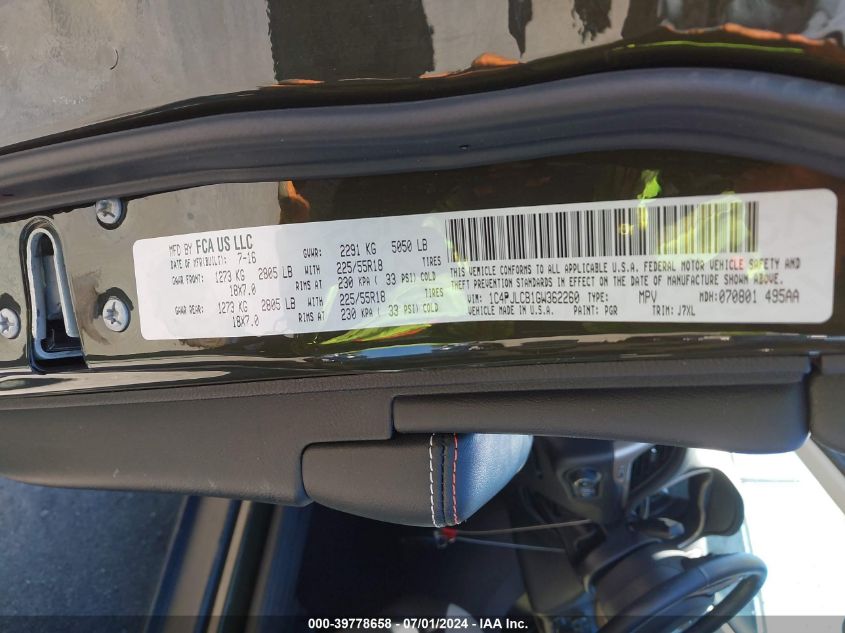 MFD BY FCA US LLC
DATE OF MFR(BUILT): 7-16 GVWR: 2291 KG 5050 LB
GAWR FRONT: 1273 KG 2805 LB WITH 225/55R18 TIRES
18X7.0 RIMS AT 230 KPA ( 33 PSI) COLD
GAWR REAR: 1273 KG 2805 LB WITH 225/55R18 TIRES
18X7.0 RIMS AT 230 KPA ( 33 PSI) COLD
THIS VEHICLE CONFORMS TO ALL APPLICABLE U.S.A. FEDERAL MOTOR VEHICLE SAFETY AND
THEFT PREVENTION STANDARDS IN EFFECT ON THE DATE OF MANUFACTURE SHOWN ABOVE.
VIN: 1C4PJLCB1GW362260 TYPE: MPV MDH: 070801 495AA
VEHICLE MADE IN U.S.A. PAINT: PGR TRIM: J7XL
000-39778658 - 07/01/2024 - IAA Inc.